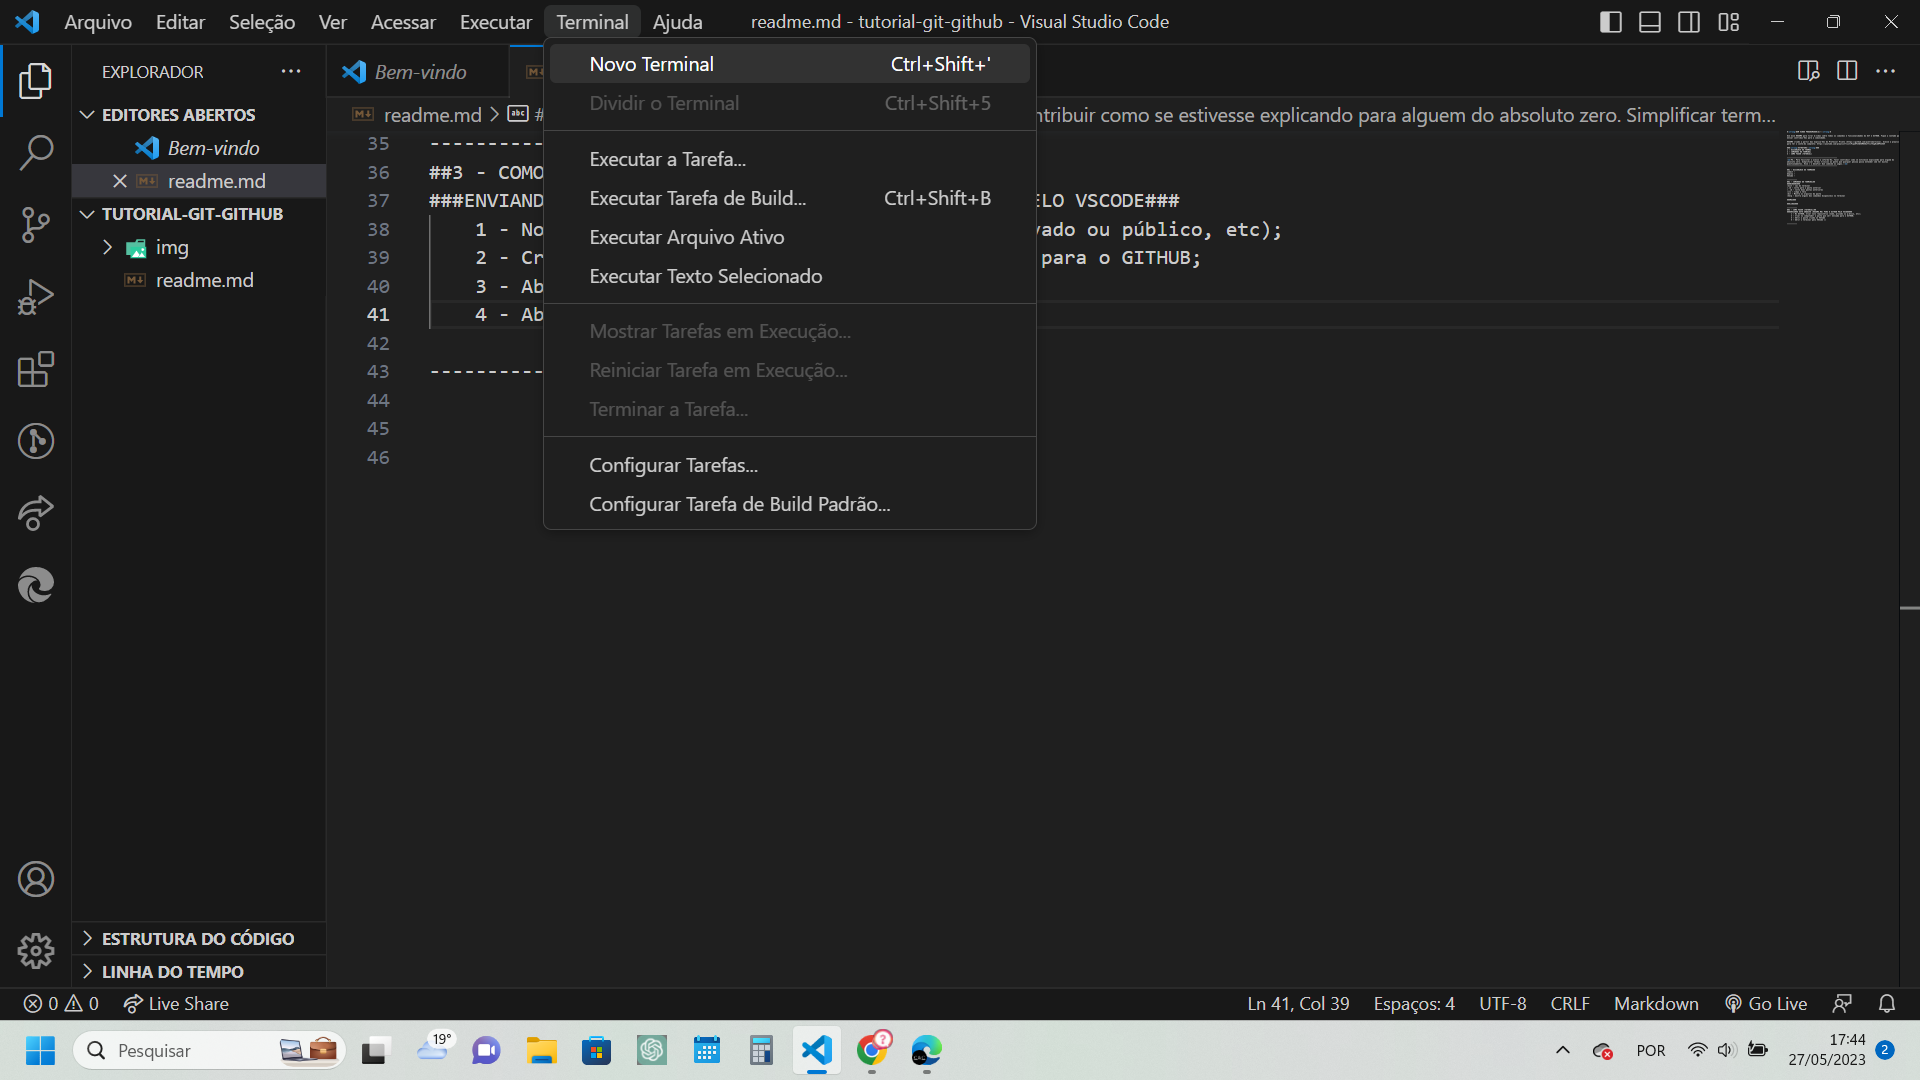 Arquivo Editar Seleção Ver Acessar Executar Terminal Ajuda readme.md - tutorial-git-github - Visual Studio Code
EXPLORADOR
EDITORES ABERTOS
Bem-vindo
readme.md
TUTORIAL-GIT-GITHUB
img
readme.md
ESTRUTURA DO CÓDIGO
LINHA DO TEMPO
Bem-vindo
readme.md > abc #
ntribuir como se estivesse explicando para alguem do absoluto zero. Simplificar term...
35 ----------
36 ##3 - COMO
37 ###ENVIAND ELO VSCODE###
38 1 - No vado ou público, etc);
39 2 - Cr para o GITHUB;
40 3 - Ab
41 4 - Ab
42
43 ----------
44
45
46
Novo Terminal Ctrl+Shift+'
Dividir o Terminal Ctrl+Shift+5
Executar a Tarefa...
Executar Tarefa de Build... Ctrl+Shift+B
Executar Arquivo Ativo
Executar Texto Selecionado
Mostrar Tarefas em Execução...
Reiniciar Tarefa em Execução...
Terminar a Tarefa...
Configurar Tarefas...
Configurar Tarefa de Build Padrão...
0 0 Live Share Ln 41, Col 39 Espaços: 4 UTF-8 CRLF Markdown Go Live
Pesquisar 19° POR 17:44
27/05/2023 2